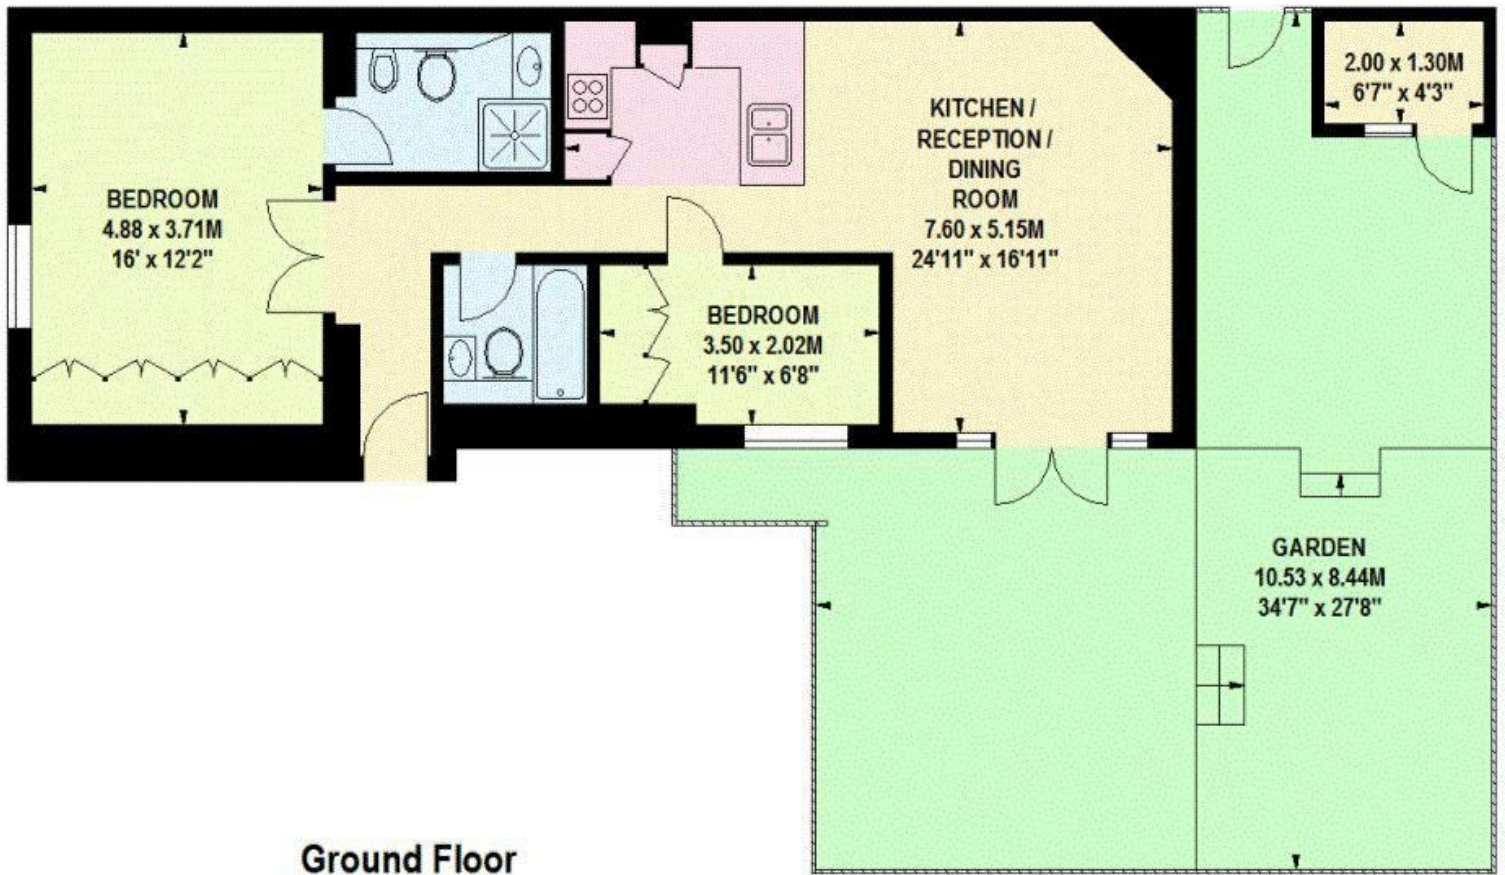 BEDROOM
4.88 x 3.71M
16' x 12'2"
KITCHEN /
RECEPTION /
DINING
ROOM
7.60 x 5.15M
24'11" x 16'11"
2.00 x 1.30M
6'7" x 4'3"
BEDROOM
3.50 x 2.02M
11'6" x 6'8"
GARDEN
10.53 x 8.44M
34'7" x 27'8"
Ground Floor